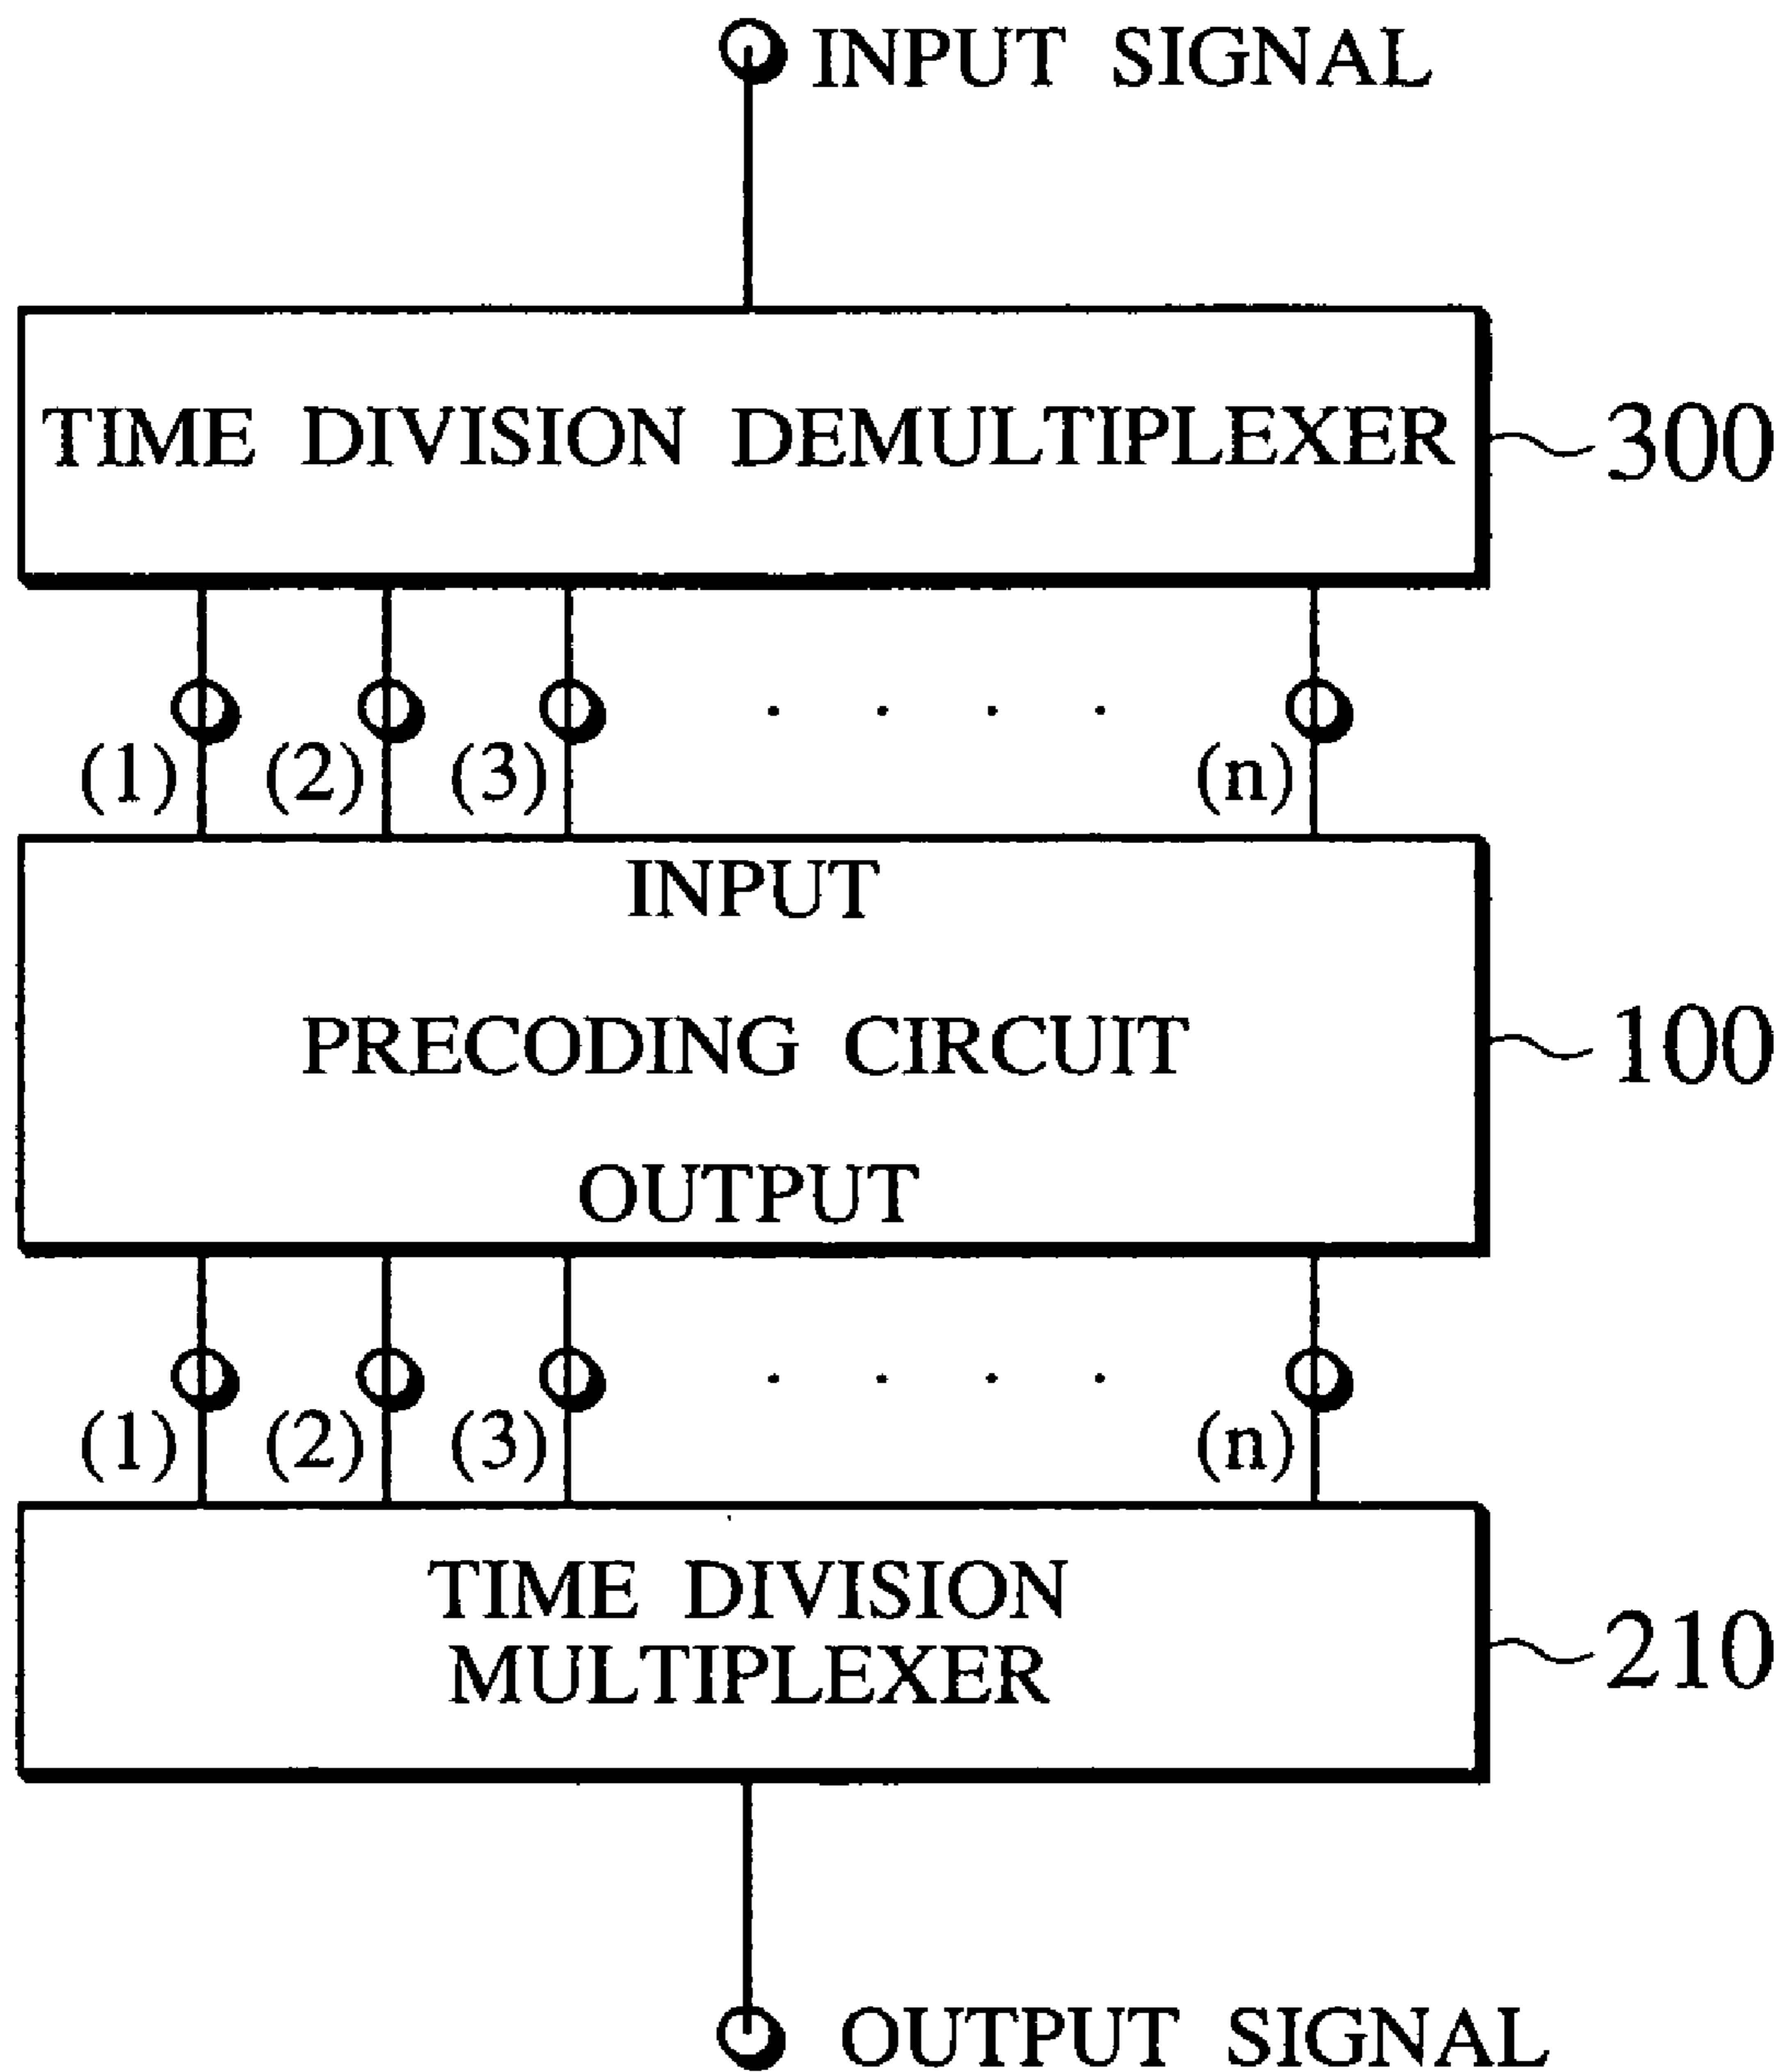 INPUT SIGNAL
TIME DIVISION DEMULTIPLEXER
300
(1) (2) (3) . . . . (n)
INPUT
PRECODING CIRCUIT
100
OUTPUT
(1) (2) (3) . . . . (n)
TIME DIVISION
MULTIPLEXER
210
OUTPUT SIGNAL